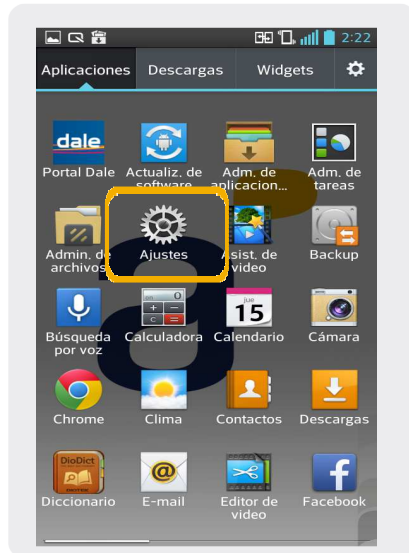 2:22
Aplicaciones Descargas Widgets
dale
Portal Dale Actualiz. de software Adm. de aplicacion... Adm. de tareas
Admin. de archivos Ajustes Asist. de video Backup
0
jue
15
Búsqueda por voz Calculadora Calendario Cámara
Chrome Clima Contactos Descargas
DioDict
Diccionario E-mail Editor de video Facebook